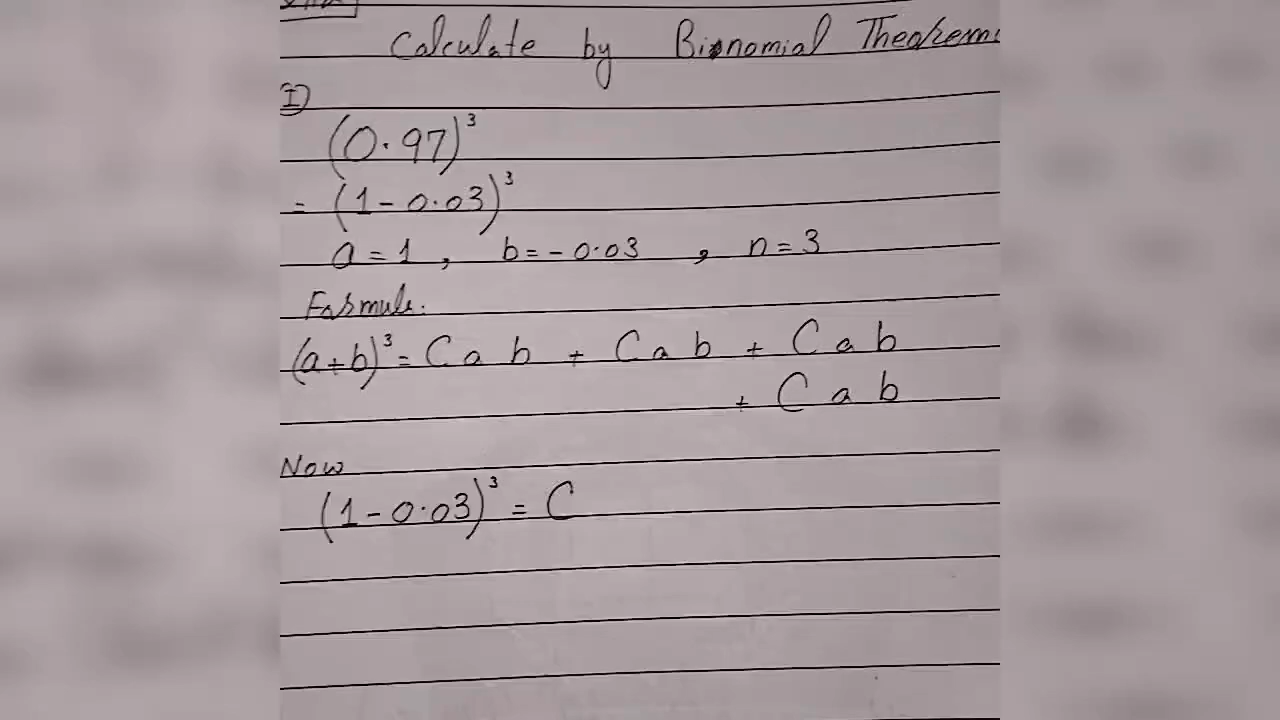 Calculate by Binomial Theorem
I)
(0.97)³
= (1 - 0.03)³
a = 1 , b = - 0.03 , n = 3
Formula.
(a+b)³ = C a b + C a b + C a b
+ C a b
Now
(1 - 0.03)³ = C